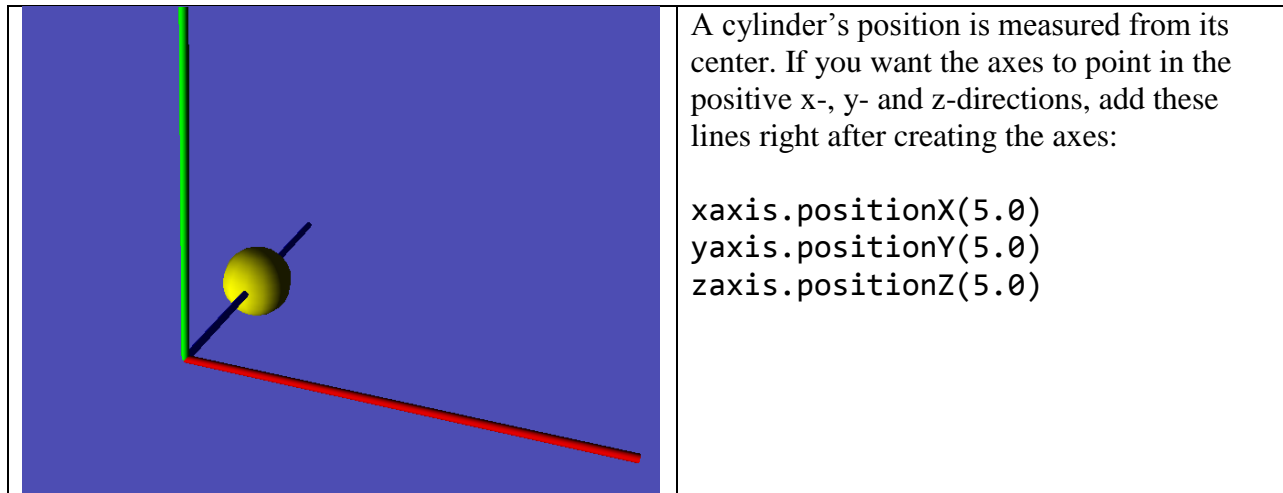 A cylinder’s position is measured from its
center. If you want the axes to point in the
positive x-, y- and z-directions, add these
lines right after creating the axes:
xaxis.positionX(5.0)
yaxis.positionY(5.0)
zaxis.positionZ(5.0)